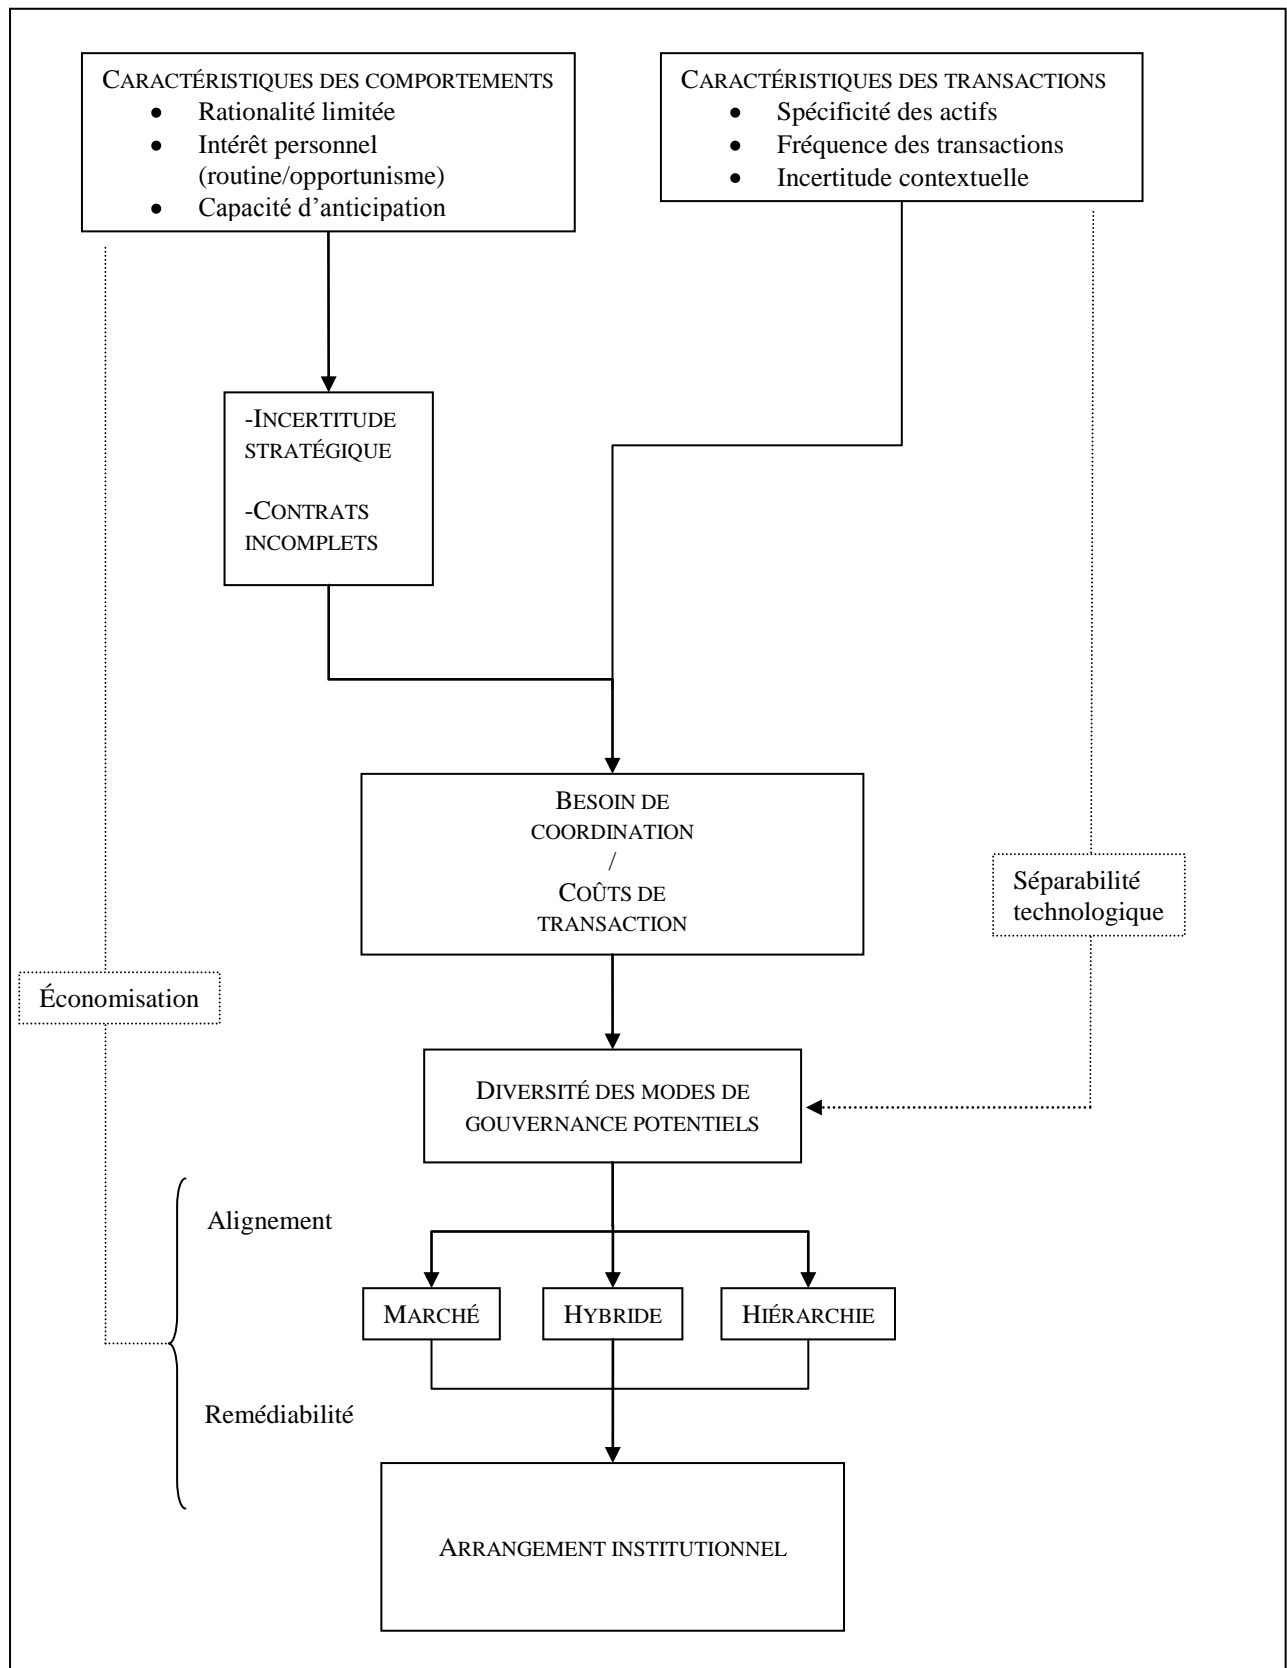 CARACTÉRISTIQUES DES COMPORTEMENTS
• Rationalité limitée
• Intérêt personnel
(routine/opportunisme)
• Capacité d’anticipation
CARACTÉRISTIQUES DES TRANSACTIONS
• Spécificité des actifs
• Fréquence des transactions
• Incertitude contextuelle
-INCERTITUDE
STRATÉGIQUE
-CONTRATS
INCOMPLETS
BESOIN DE
COORDINATION
/
COÛTS DE
TRANSACTION
Séparabilité
technologique
Économisation
DIVERSITÉ DES MODES DE
GOUVERNANCE POTENTIELS
Alignement
MARCHÉ
HYBRIDE
HIÉRARCHIE
Remédiabilité
ARRANGEMENT INSTITUTIONNEL